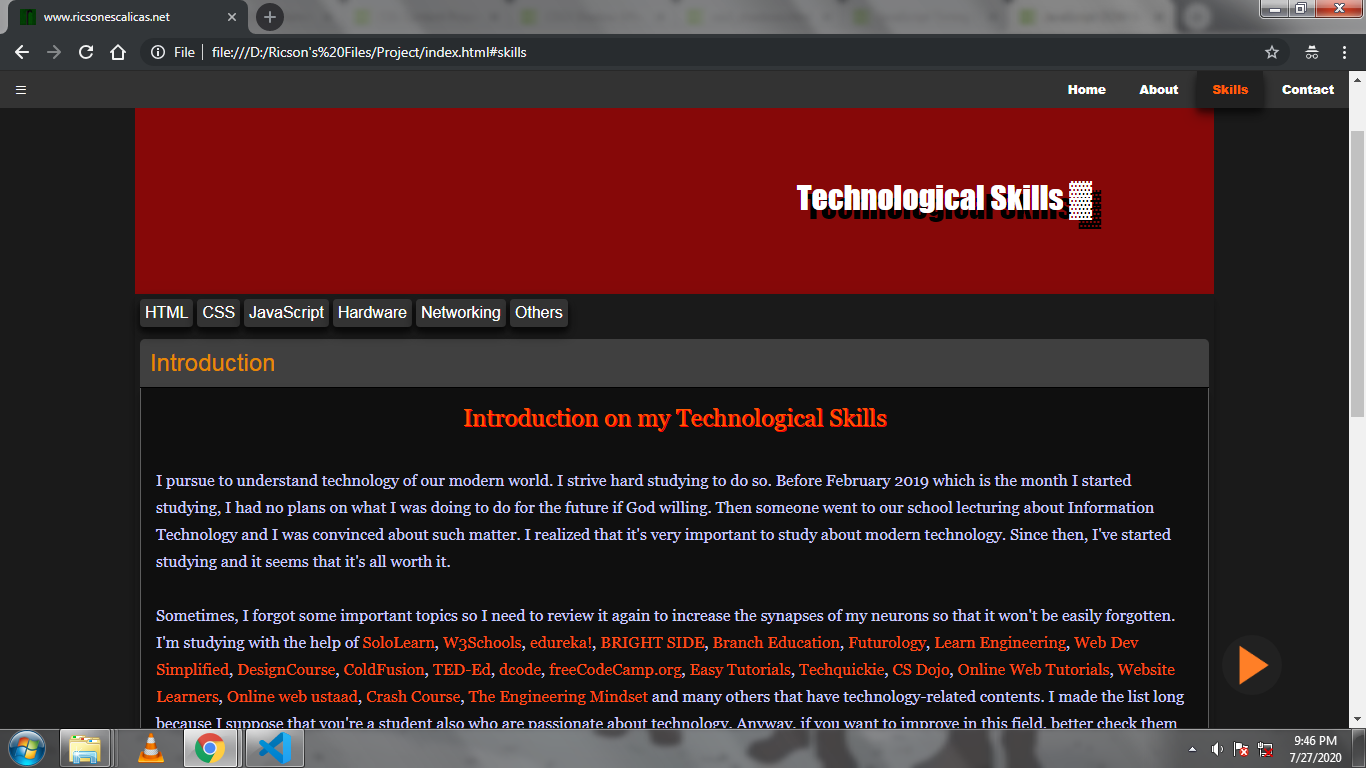 www.ricsonescalicas.net
File
file:///D:/Ricson's%20Files/Project/index.html#skills
Home About Skills Contact
Technological Skills
HTML CSS JavaScript Hardware Networking Others
Introduction
Introduction on my Technological Skills
I pursue to understand technology of our modern world. I strive hard studying to do so. Before February 2019 which is the month I started
studying, I had no plans on what I was doing to do for the future if God willing. Then someone went to our school lecturing about Information
Technology and I was convinced about such matter. I realized that it's very important to study about modern technology. Since then, I've started
studying and it seems that it's all worth it.
Sometimes, I forgot some important topics so I need to review it again to increase the synapses of my neurons so that it won't be easily forgotten.
I'm studying with the help of SoloLearn, W3Schools, edureka!, BRIGHT SIDE, Branch Education, Futurology, Learn Engineering, Web Dev
Simplified, DesignCourse, ColdFusion, TED-Ed, dcode, freeCodeCamp.org, Easy Tutorials, Techquickie, CS Dojo, Online Web Tutorials, Website
Learners, Online web ustaad, Crash Course, The Engineering Mindset and many others that have technology-related contents. I made the list long
because I suppose that you're a student also who are passionate about technology. Anyway, if you want to improve in this field, better check them
9:46 PM
7/27/2020